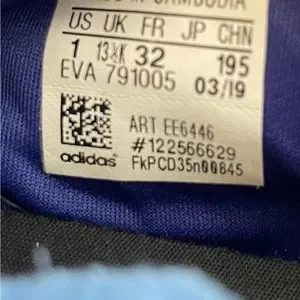 US UK FR JP CHN
1 13½K 32 195
EVA 791005 03/19
ART EE6446
#122566629
adidas FkPCD35n00845